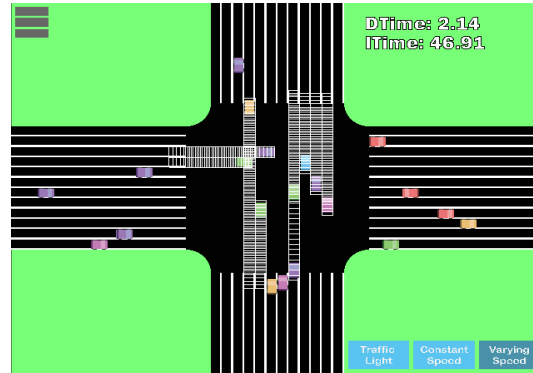 DTime: 2.14
ITime: 46.91
Traffic
Light
Constant
Speed
Varying
Speed